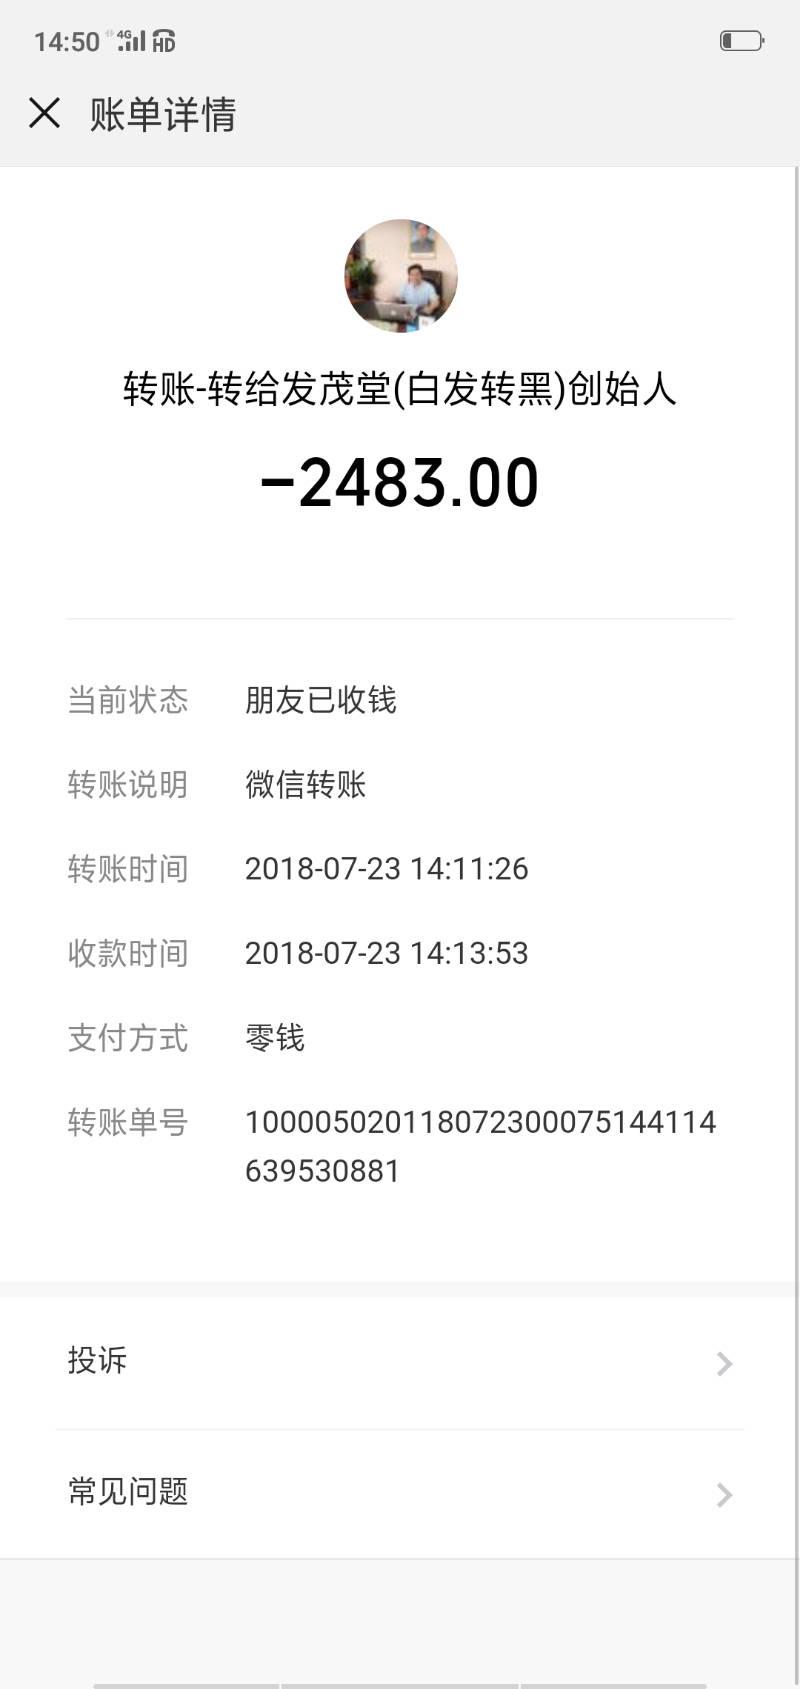 14:50 4G HD
账单详情
转账-转给发茂堂(白发转黑)创始人
-2483.00
当前状态 朋友已收钱
转账说明 微信转账
转账时间 2018-07-23 14:11:26
收款时间 2018-07-23 14:13:53
支付方式 零钱
转账单号 100005020118072300075144114
639530881
投诉
常见问题